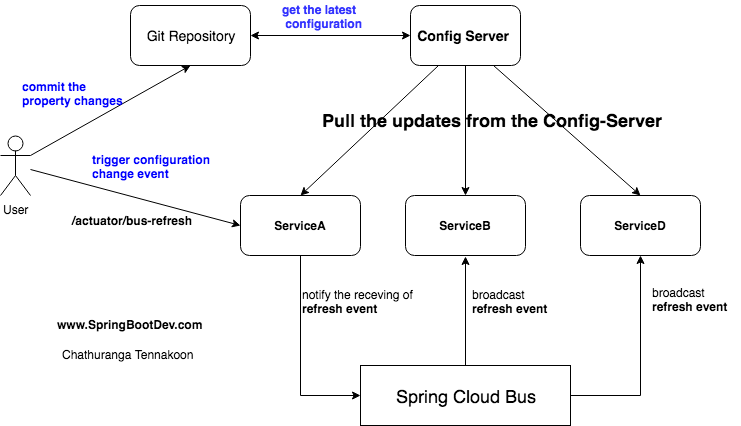 get the latest
configuration
Git Repository
Config Server
commit the
property changes
Pull the updates from the Config-Server
trigger configuration
change event
User
/actuator/bus-refresh
ServiceA
ServiceB
ServiceD
notify the receving of
refresh event
broadcast
refresh event
broadcast
refresh event
www.SpringBootDev.com
Chathuranga Tennakoon
Spring Cloud Bus